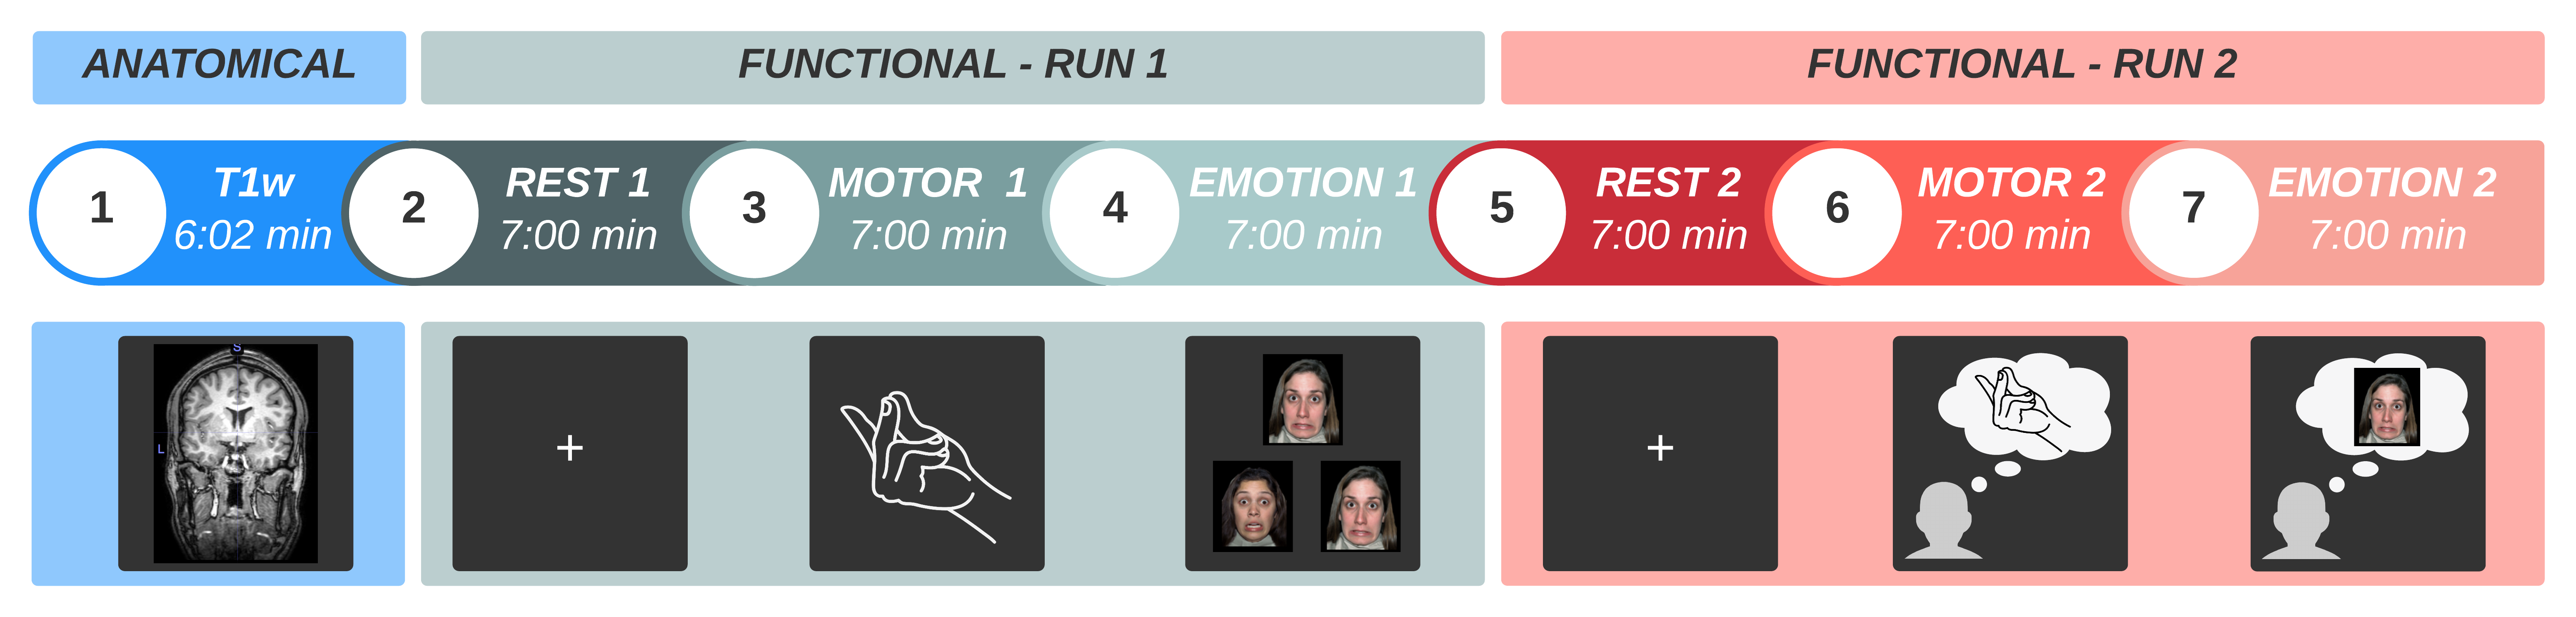 ANATOMICAL
FUNCTIONAL - RUN 1
FUNCTIONAL - RUN 2
1
T1w
6:02 min
2
REST 1
7:00 min
3
MOTOR 1
7:00 min
4
EMOTION 1
7:00 min
5
REST 2
7:00 min
6
MOTOR 2
7:00 min
7
EMOTION 2
7:00 min
S
L
+
+